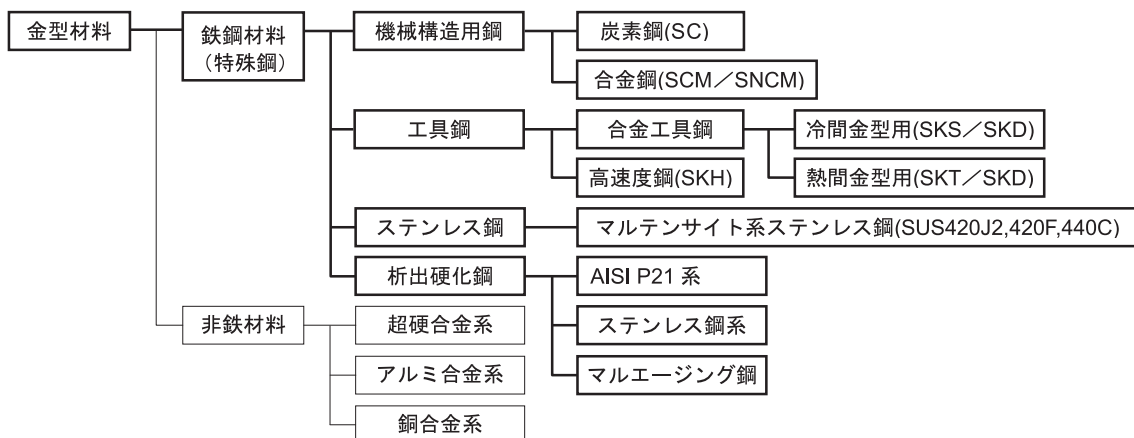 金型材料
鉄鋼材料
（特殊鋼）
機械構造用鋼
炭素鋼(SC)
合金鋼(SCM／SNCM)
工具鋼
合金工具鋼
冷間金型用(SKS／SKD)
高速度鋼(SKH)
熱間金型用(SKT／SKD)
ステンレス鋼
マルテンサイト系ステンレス鋼(SUS420J2,420F,440C)
析出硬化鋼
AISI P21 系
非鉄材料
超硬合金系
ステンレス鋼系
アルミ合金系
マルエージング鋼
銅合金系